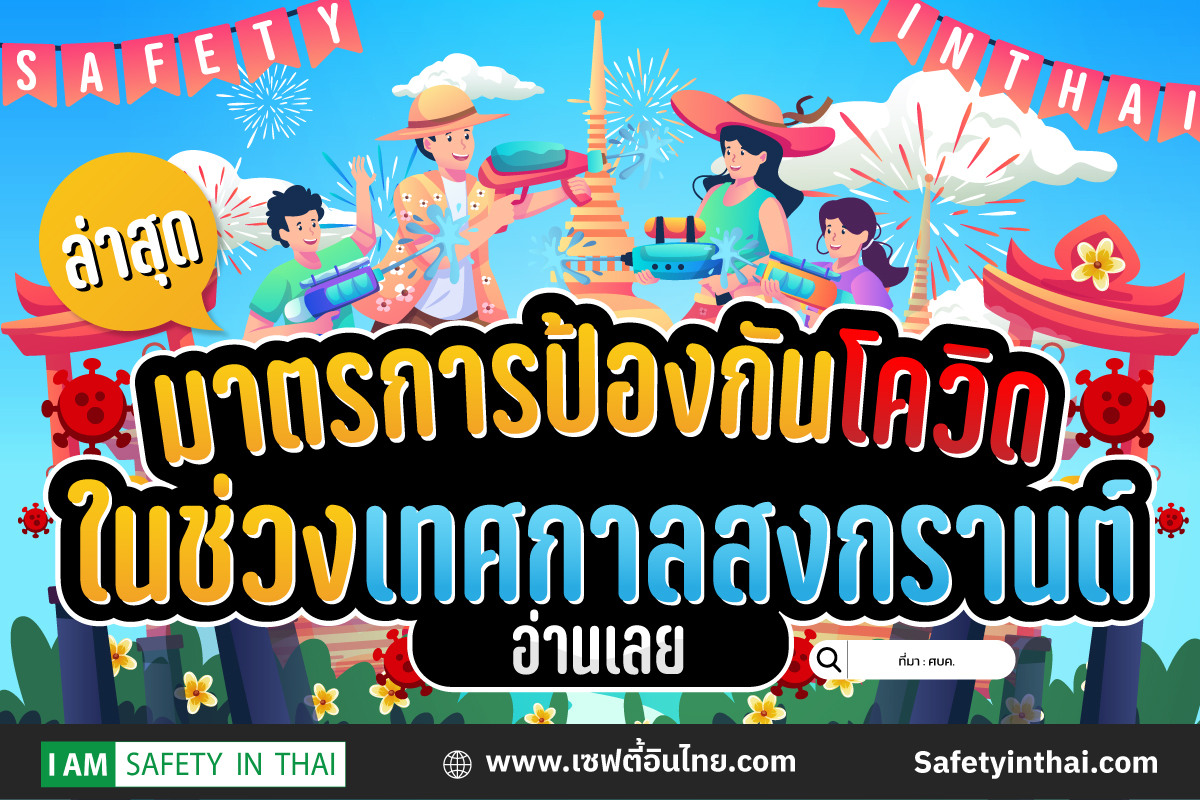 SAFETY
INTHAI
ล่าสุด
มาตรการป้องกันโควิด
ในช่วงเทศกาลสงกรานต์
อ่านเลย
ที่มา : ศบค.
I AM SAFETY IN THAI
www.เซฟตี้อินไทย.com
Safetyinthai.com